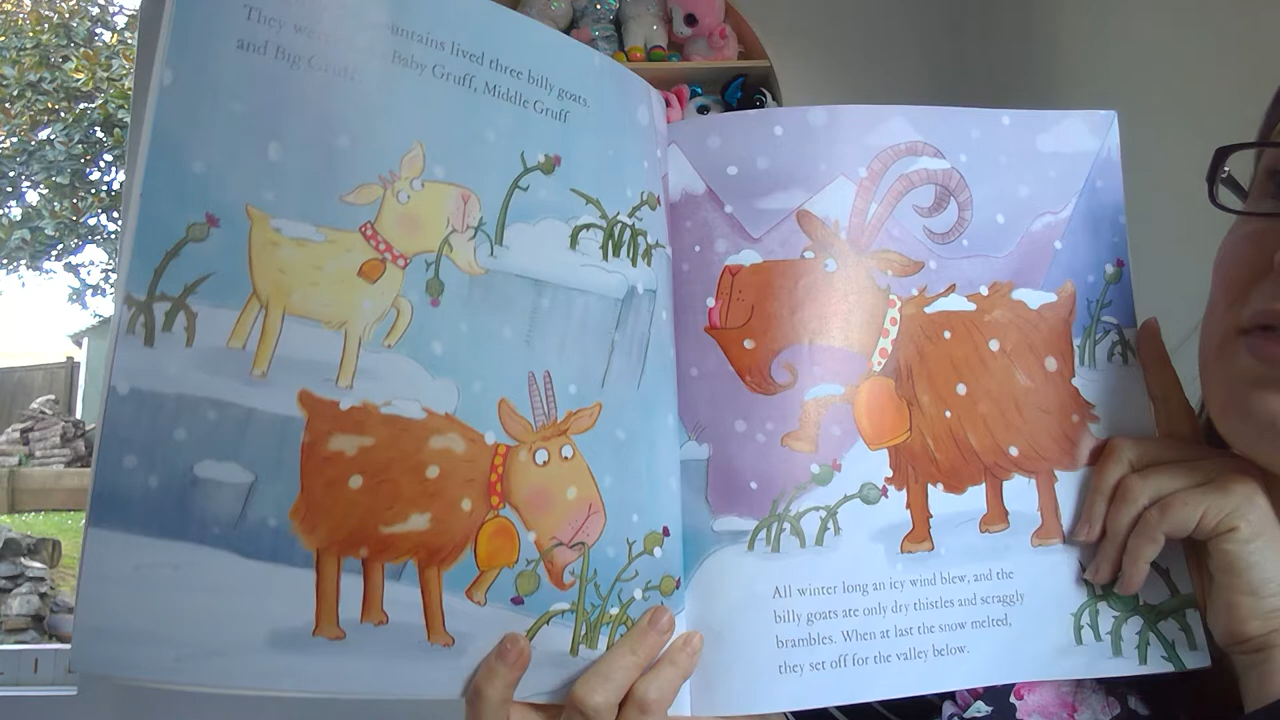 untains lived three billy goats.
They we Baby Gruff, Middle Gruff
and Big Gruff.
All winter long an icy wind blew, and the
billy goats ate only dry thistles and scraggly
brambles. When at last the snow melted,
they set off for the valley below.